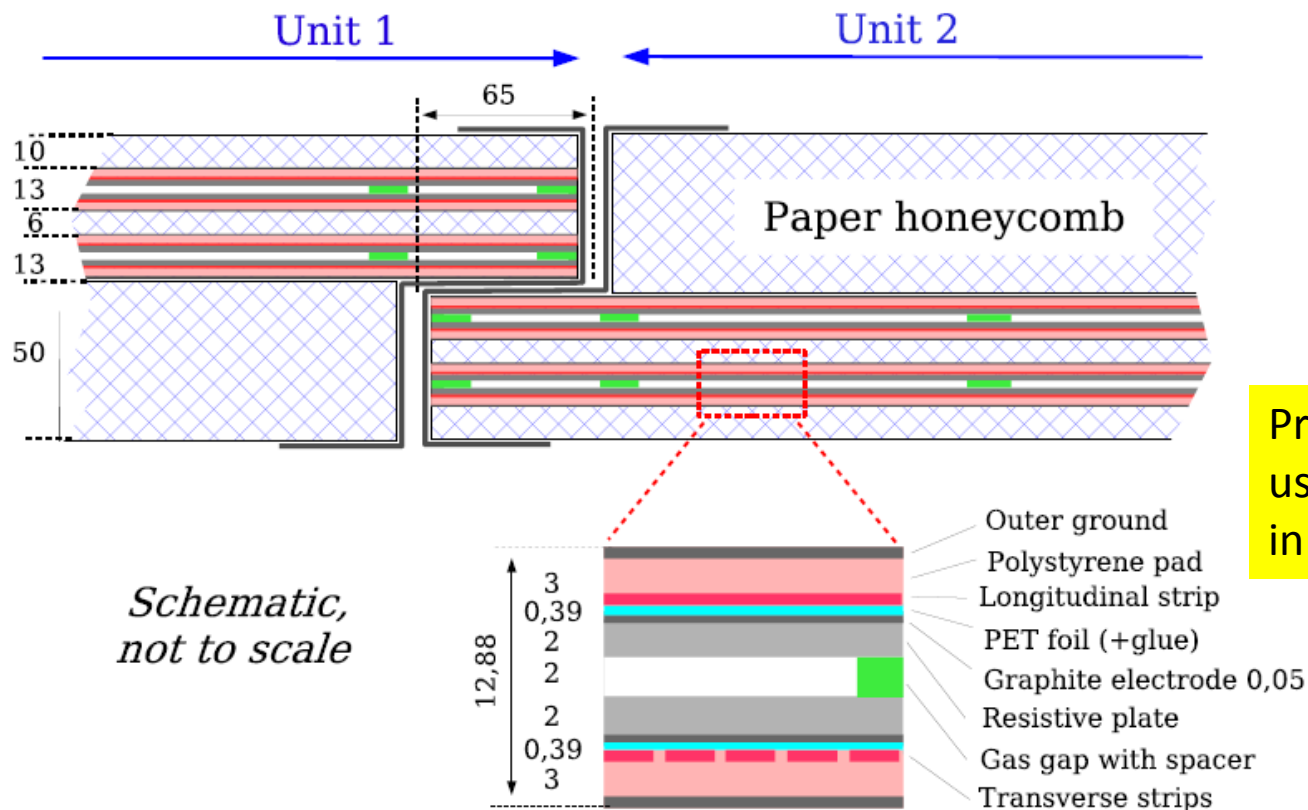 Unit 1
Unit 2
65
10
13
6
13
50
Paper honeycomb
Pr
us
in
Schematic,
not to scale
12,88
3
0,39
2
2
2
0,39
3
Outer ground
Polystyrene pad
Longitudinal strip
PET foil (+glue)
Graphite electrode 0,05
Resistive plate
Gas gap with spacer
Transverse strips